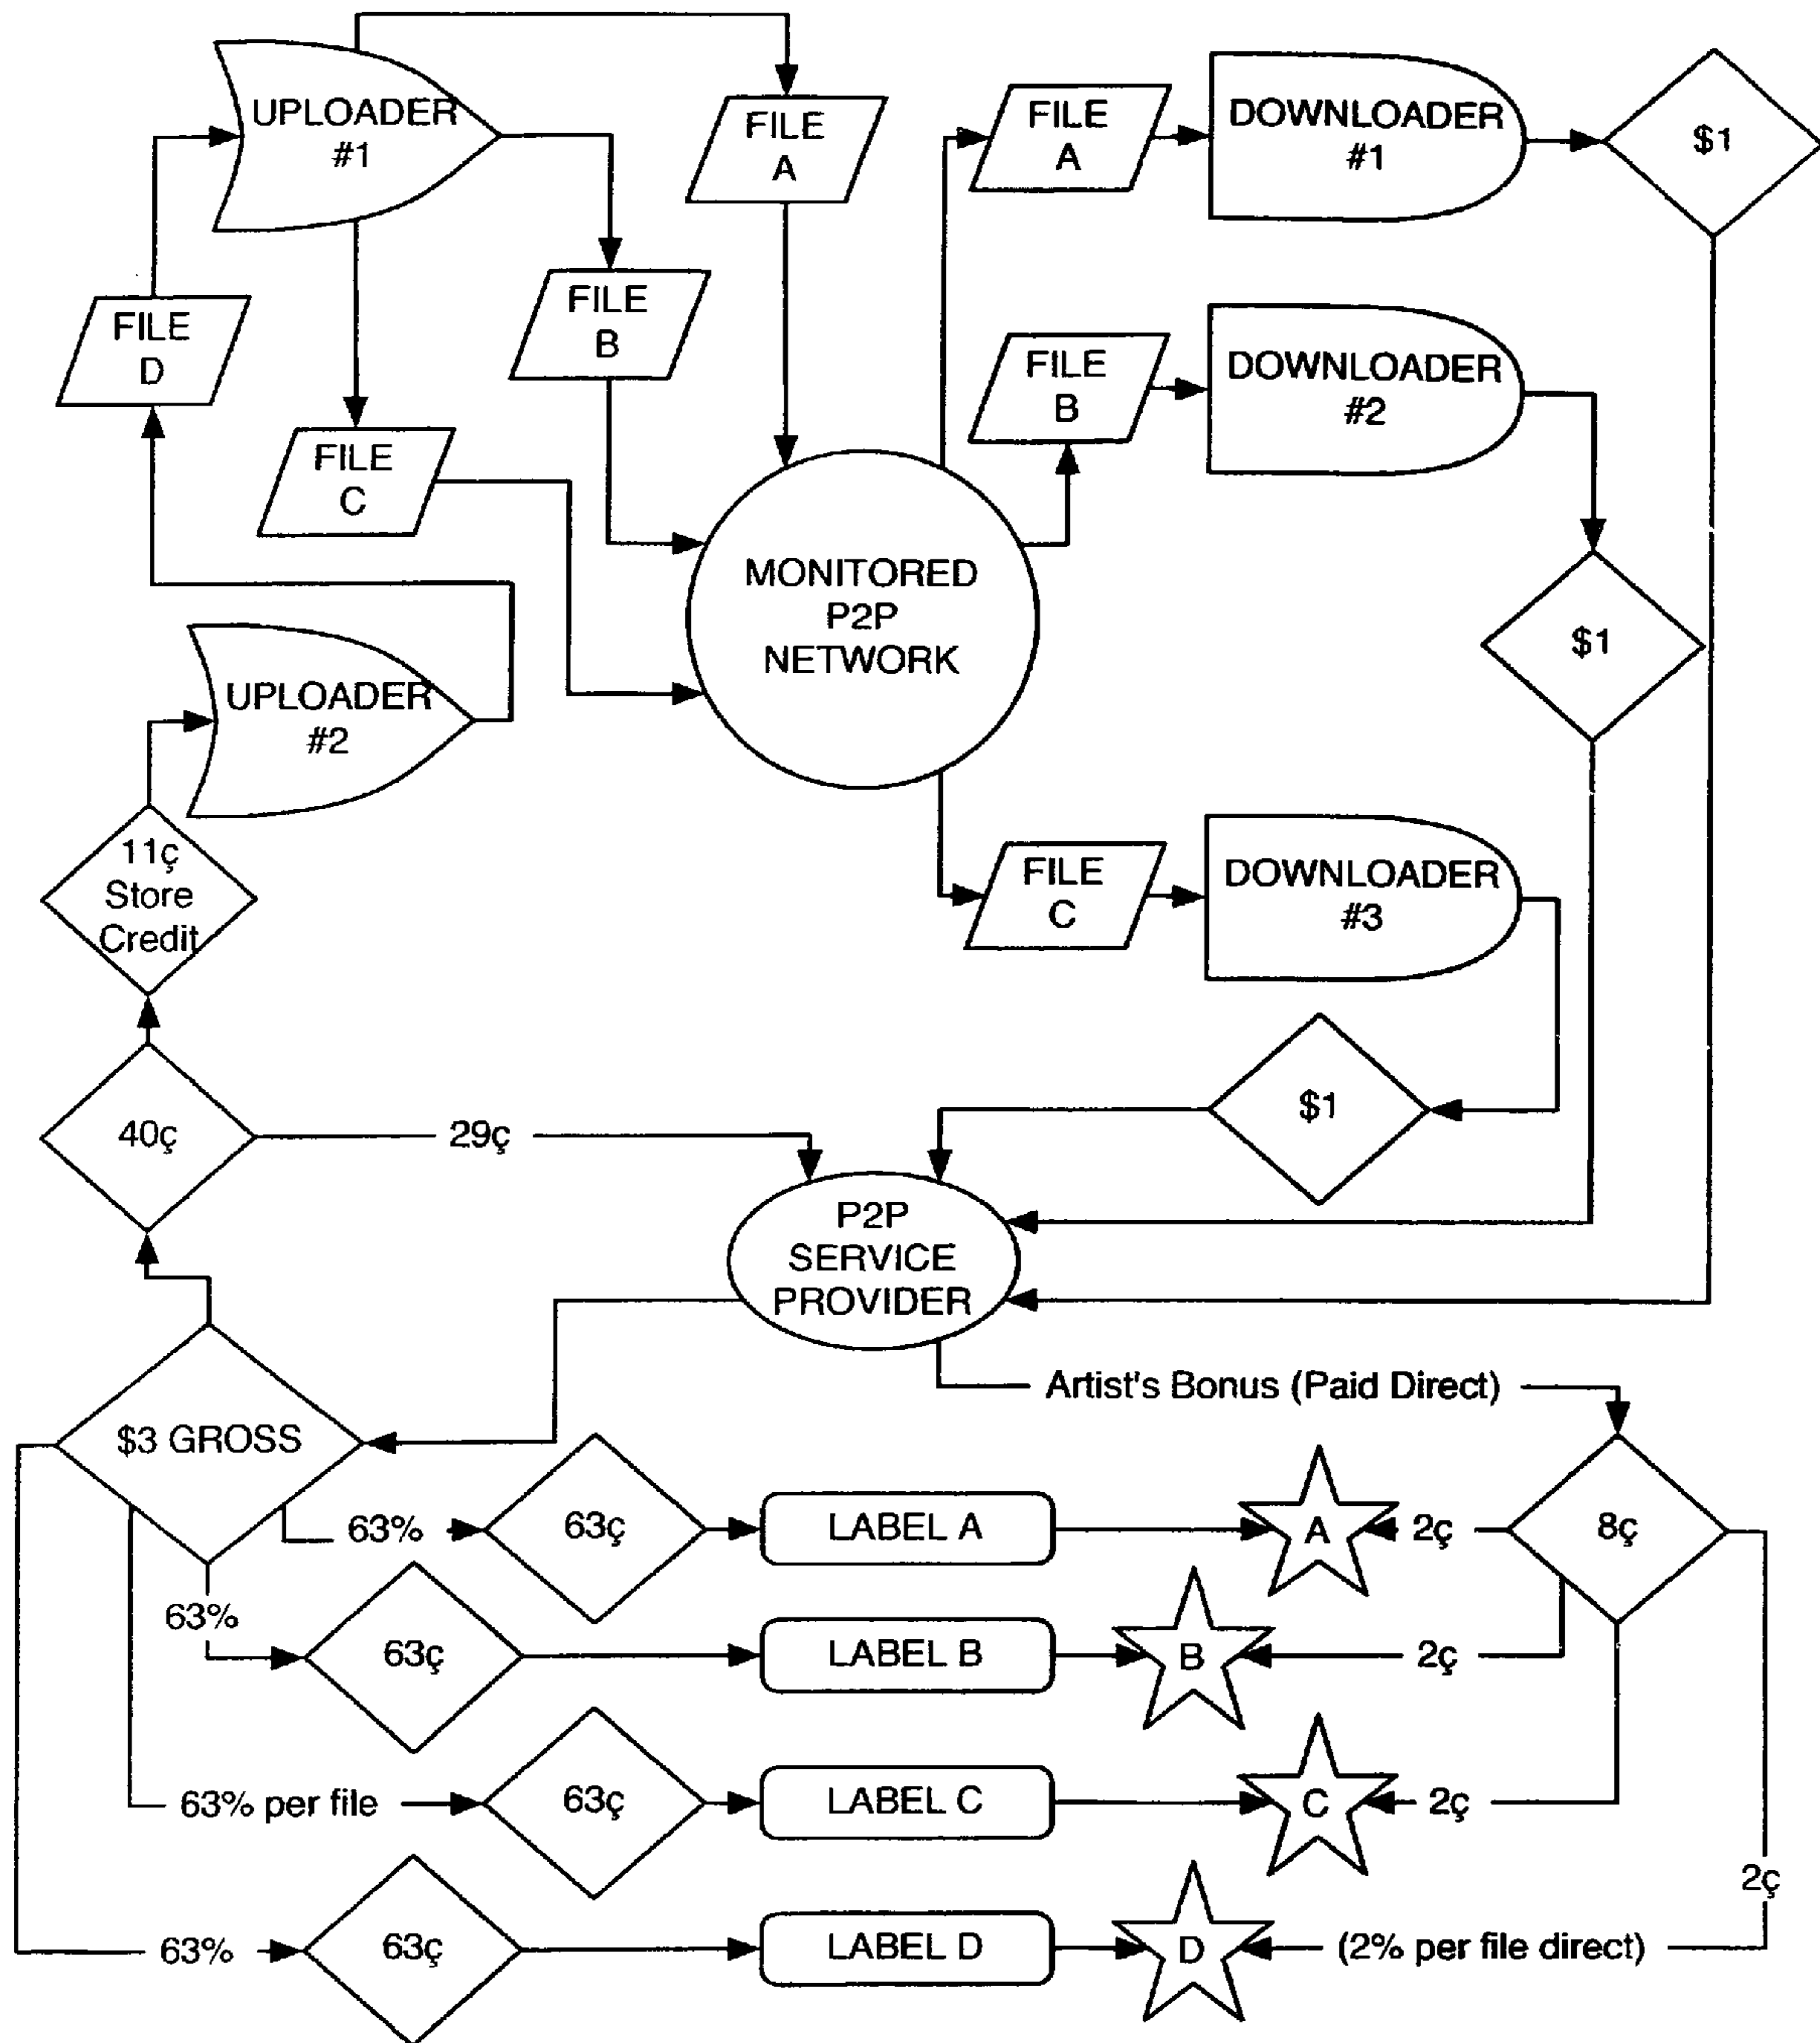 UPLOADER
#1
FILE
A
FILE
A
DOWNLOADER
#1
$1
FILE
D
FILE
B
FILE
C
FILE
B
DOWNLOADER
#2
MONITORED
P2P
NETWORK
$1
UPLOADER
#2
11ç
Store
Credit
FILE
C
DOWNLOADER
#3
40ç
29ç
$1
P2P
SERVICE
PROVIDER
Artist's Bonus (Paid Direct)
$3 GROSS
63%
63ç
LABEL A
A
2ç
8ç
63%
63ç
LABEL B
B
2ç
63% per file
63ç
LABEL C
C
2ç
2ç
63%
63ç
LABEL D
D
(2% per file direct)